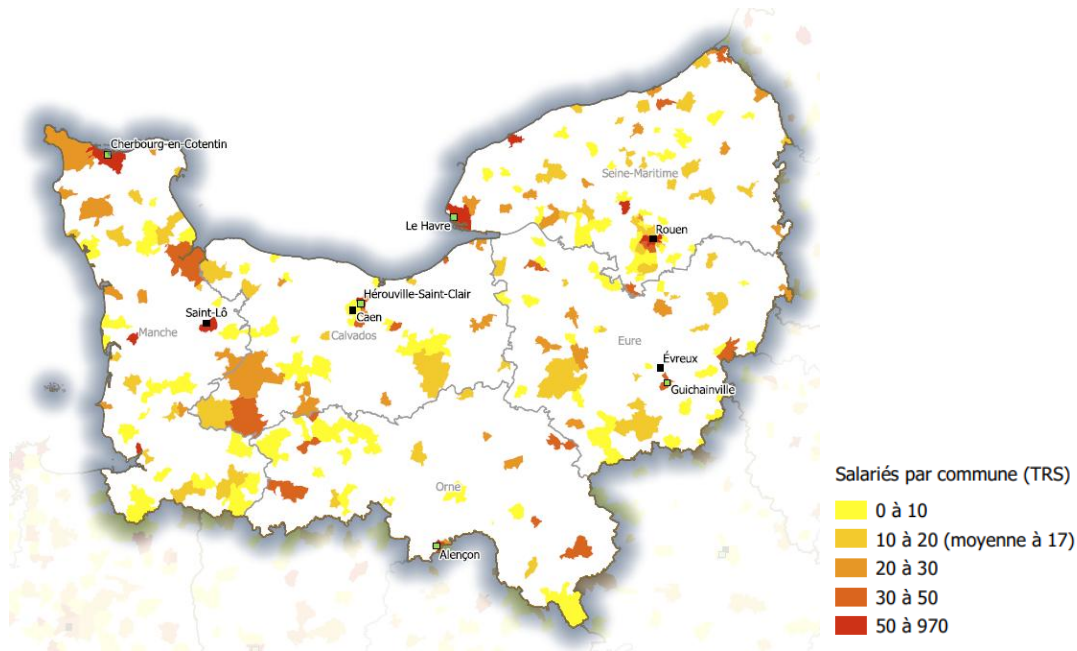 Cherbourg-en-Cotentin
Seine-Maritime
Le Havre
Rouen
Hérouville-Saint-Clair
Saint-Lô
Caen
Manche
Calvados
Eure
Évreux
Guichainville
Orne
Alençon
Salariés par commune (TRS)
0 à 10
10 à 20 (moyenne à 17)
20 à 30
30 à 50
50 à 970